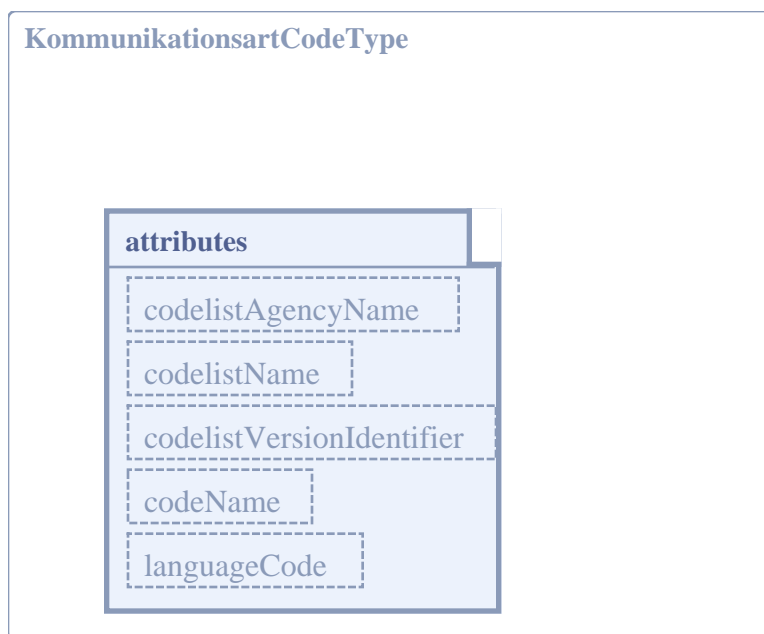 KommunikationsartCodeType
attributes
codelistAgencyName
codelistName
codelistVersionIdentifier
codeName
languageCode